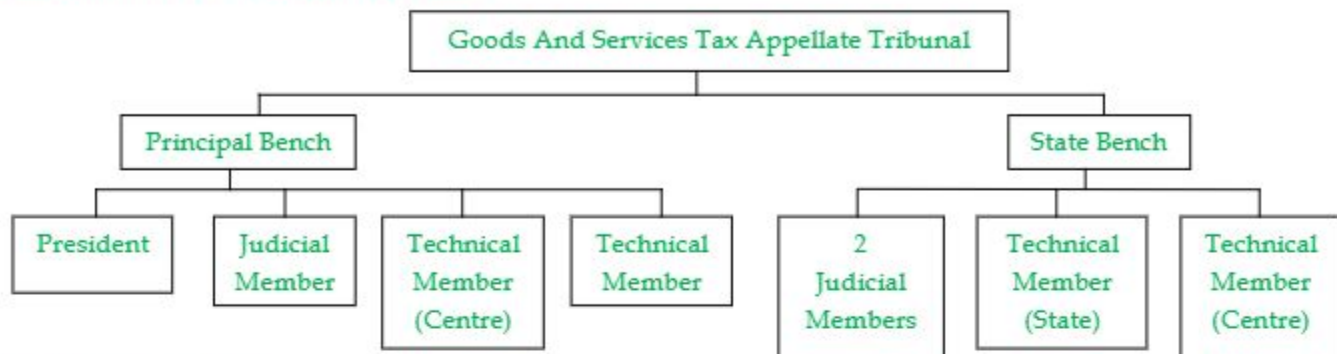 Goods And Services Tax Appellate Tribunal
Principal Bench
State Bench
President
Judicial
Member
Technical
Member
(Centre)
Technical
Member
2
Judicial
Members
Technical
Member
(State)
Technical
Member
(Centre)